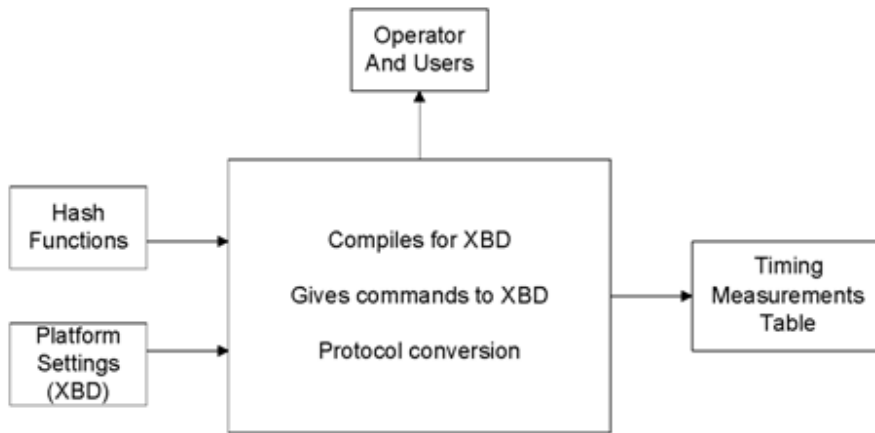 Operator
And Users
Hash
Functions
Compiles for XBD
Gives commands to XBD
Protocol conversion
Platform
Settings
(XBD)
Timing
Measurements
Table